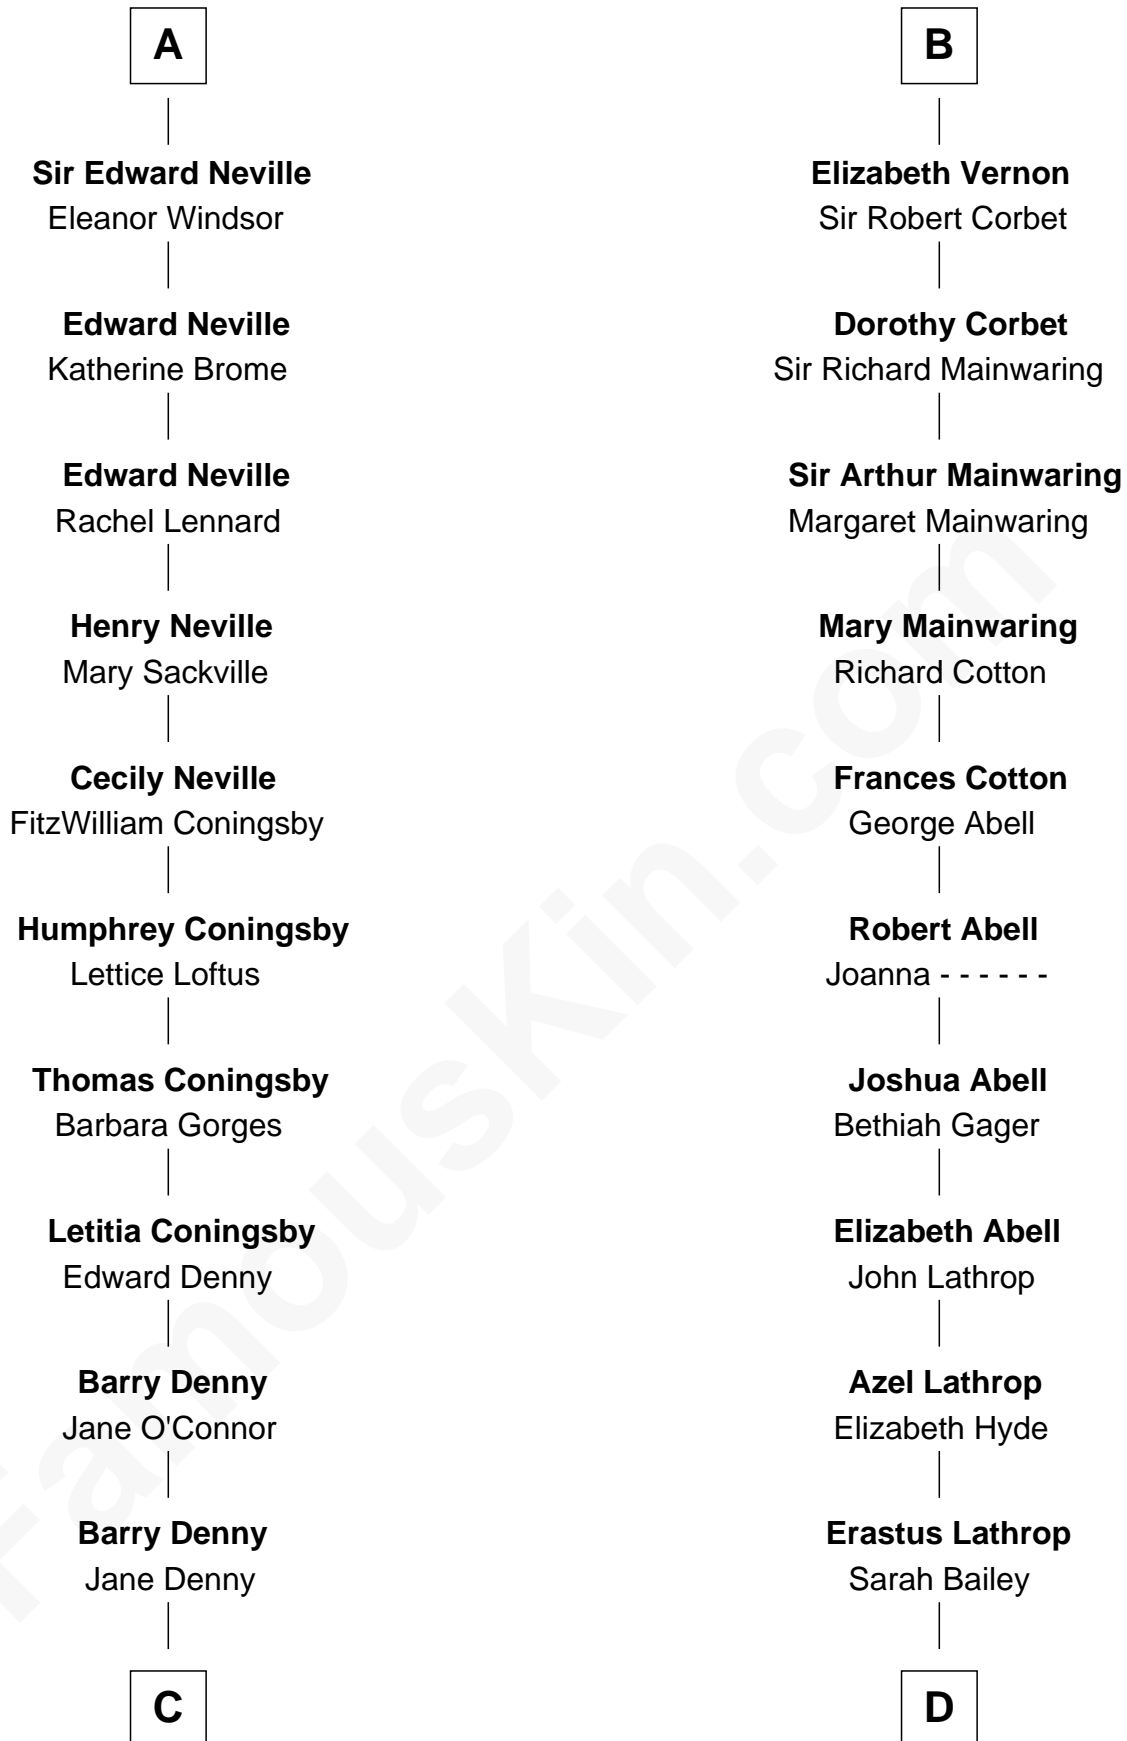 A
Sir Edward Neville
Eleanor Windsor
Edward Neville
Katherine Brome
Edward Neville
Rachel Lennard
Henry Neville
Mary Sackville
Cecily Neville
FitzWilliam Coningsby
Humphrey Coningsby
Lettice Loftus
Thomas Coningsby
Barbara Gorges
Letitia Coningsby
Edward Denny
Barry Denny
Jane O'Connor
Barry Denny
Jane Denny
C
B
Elizabeth Vernon
Sir Robert Corbet
Dorothy Corbet
Sir Richard Mainwaring
Sir Arthur Mainwaring
Margaret Mainwaring
Mary Mainwaring
Richard Cotton
Frances Cotton
George Abell
Robert Abell
Joanna - - - - - -
Joshua Abell
Bethiah Gager
Elizabeth Abell
John Lathrop
Azel Lathrop
Elizabeth Hyde
Erastus Lathrop
Sarah Bailey
D
FamousKin.com